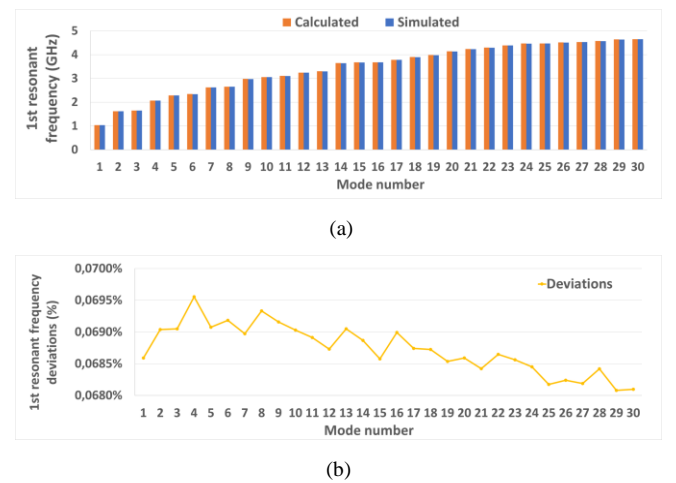 Calculated Simulated
1st resonant
frequency (GHz)
5
4
3
2
1
0
1 2 3 4 5 6 7 8 9 10 11 12 13 14 15 16 17 18 19 20 21 22 23 24 25 26 27 28 29 30
Mode number
(a)
1st resonant frequency
deviations (%)
0,0700%
0,0695%
0,0690%
0,0685%
0,0680%
Deviations
1 2 3 4 5 6 7 8 9 10 11 12 13 14 15 16 17 18 19 20 21 22 23 24 25 26 27 28 29 30
Mode number
(b)